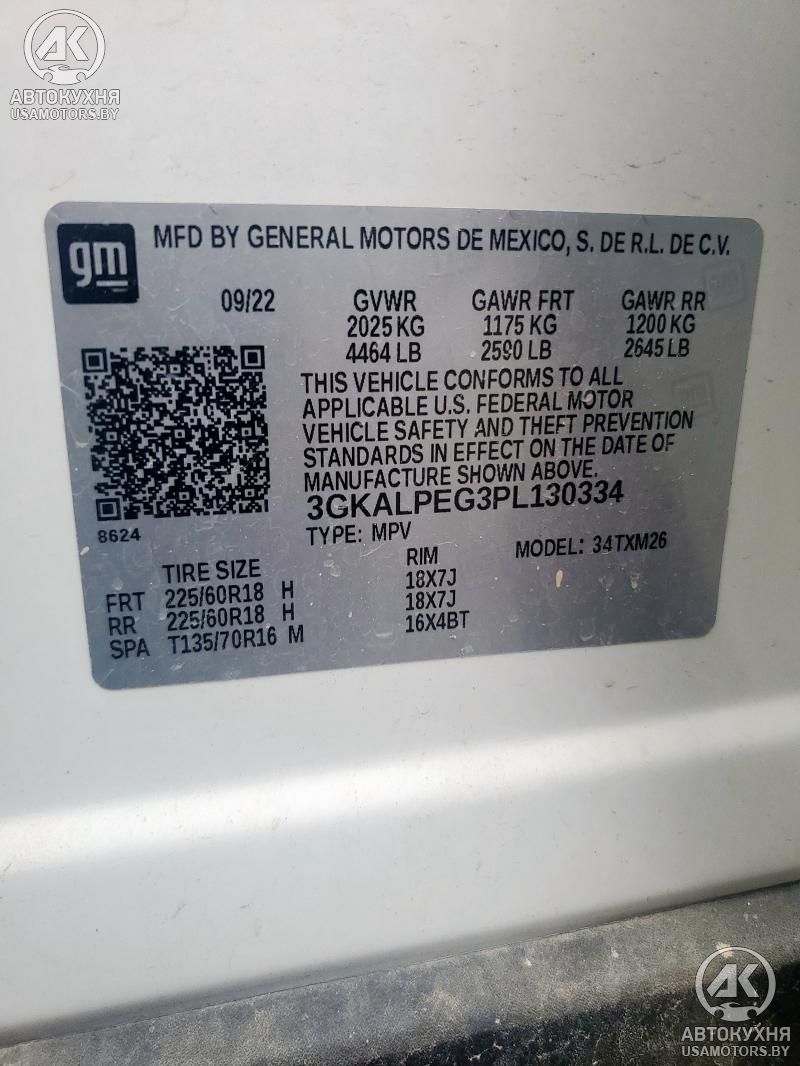 AK
АВТОКУХНЯ
USAMOTORS.BY
gm
MFD BY GENERAL MOTORS DE MEXICO, S. DE R.L. DE C.V.
09/22 GVWR GAWR FRT GAWR RR
2025 KG 1175 KG 1200 KG
4464 LB 2590 LB 2645 LB
THIS VEHICLE CONFORMS TO ALL
APPLICABLE U.S. FEDERAL MOTOR
VEHICLE SAFETY AND THEFT PREVENTION
STANDARDS IN EFFECT ON THE DATE OF
MANUFACTURE SHOWN ABOVE.
3GKALPEG3PL130334
8624
TYPE: MPV MODEL: 34TXM26
TIRE SIZE RIM
FRT 225/60R18 H 18X7J
RR 225/60R18 H 18X7J
SPA T135/70R16 M 16X4BT
AK
АВТОКУХНЯ
USAMOTORS.BY